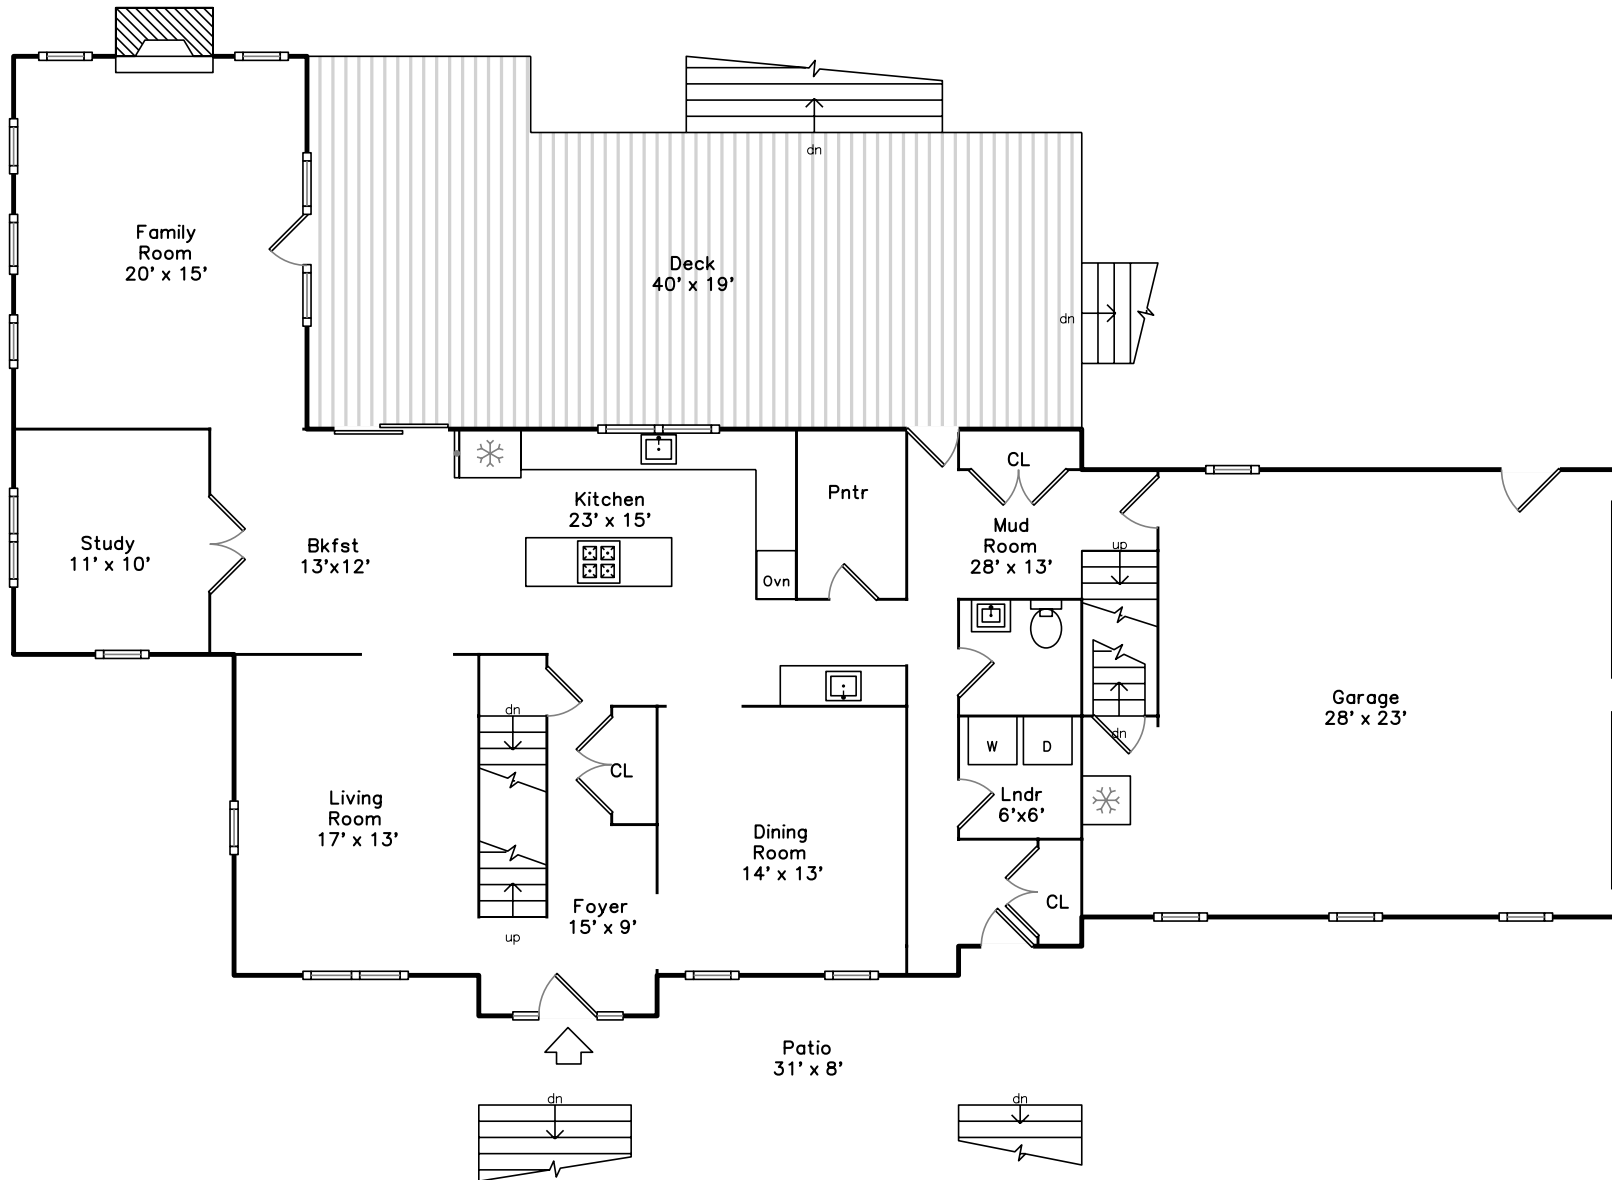 Family
Room
20' x 15'
dn
Deck
40' x 19'
dn
CL
Pntr
Kitchen
23' x 15'
Mud
Room
28' x 13'
up
Study
11' x 10'
Bkfst
13'x12'
Ovn
Garage
28' x 23'
dn
dn
W
D
CL
Lndr
6'x6'
Living
Room
17' x 13'
Dining
Room
14' x 13'
CL
Foyer
15' x 9'
up
Patio
31' x 8'
dn
dn